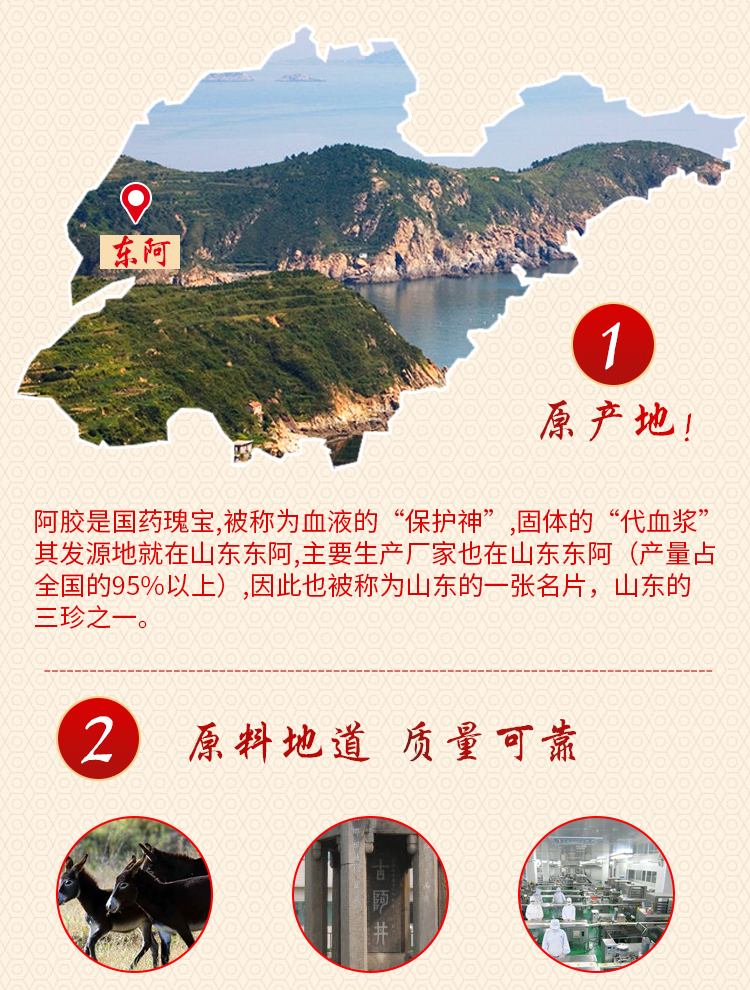 东阿
1
原产地!
阿胶是国药瑰宝,被称为血液的“保护神”,固体的“代血浆”
其发源地就在山东东阿,主要生产厂家也在山东东阿（产量占
全国的95%以上）,因此也被称为山东的一张名片，山东的
三珍之一。
2
原料地道 质量可靠
古阿井